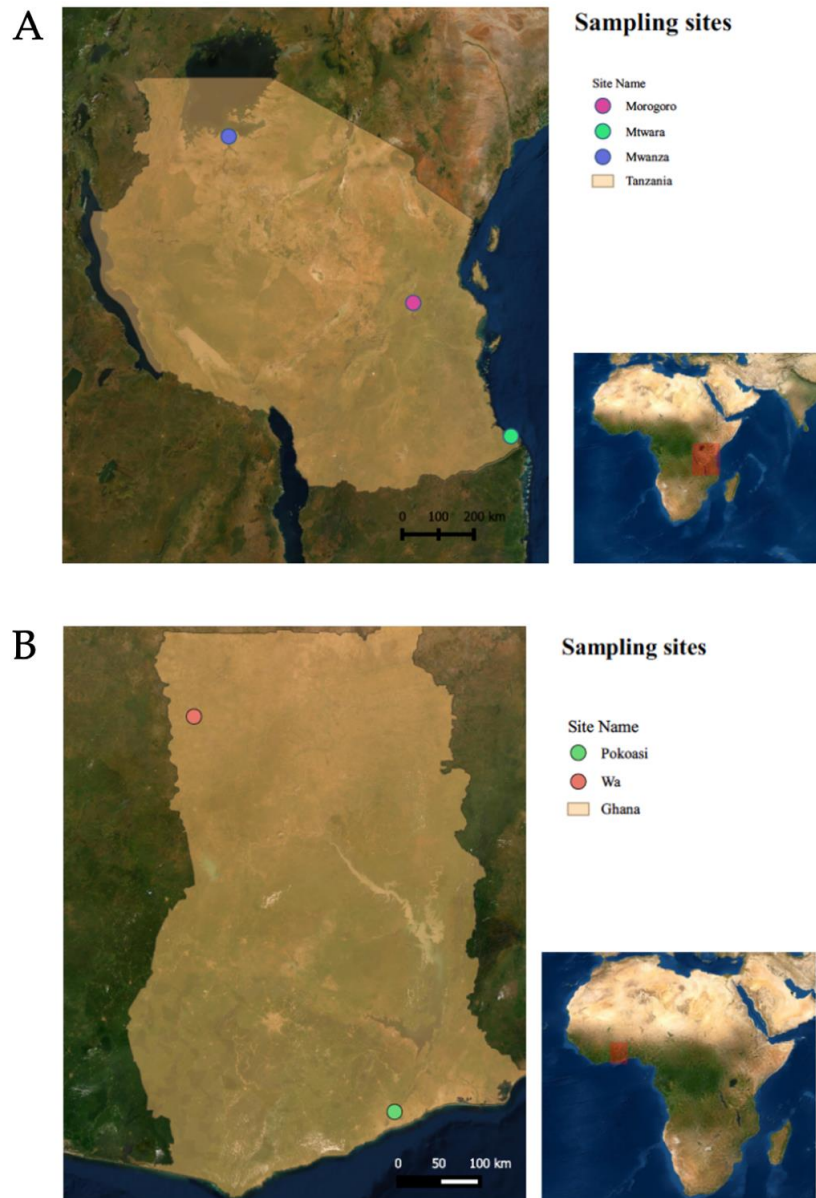 A
Sampling sites
Site Name
Morogoro
Mtwara
Mwanza
Tanzania
0 100 200 km
B
Sampling sites
Site Name
Pokoasi
Wa
Ghana
0 50 100 km